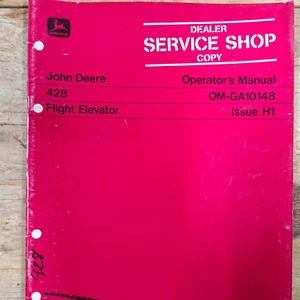 DEALER
SERVICE SHOP
COPY
John Deere Operator's Manual
428 OM-GA10148
Flight Elevator Issue H1